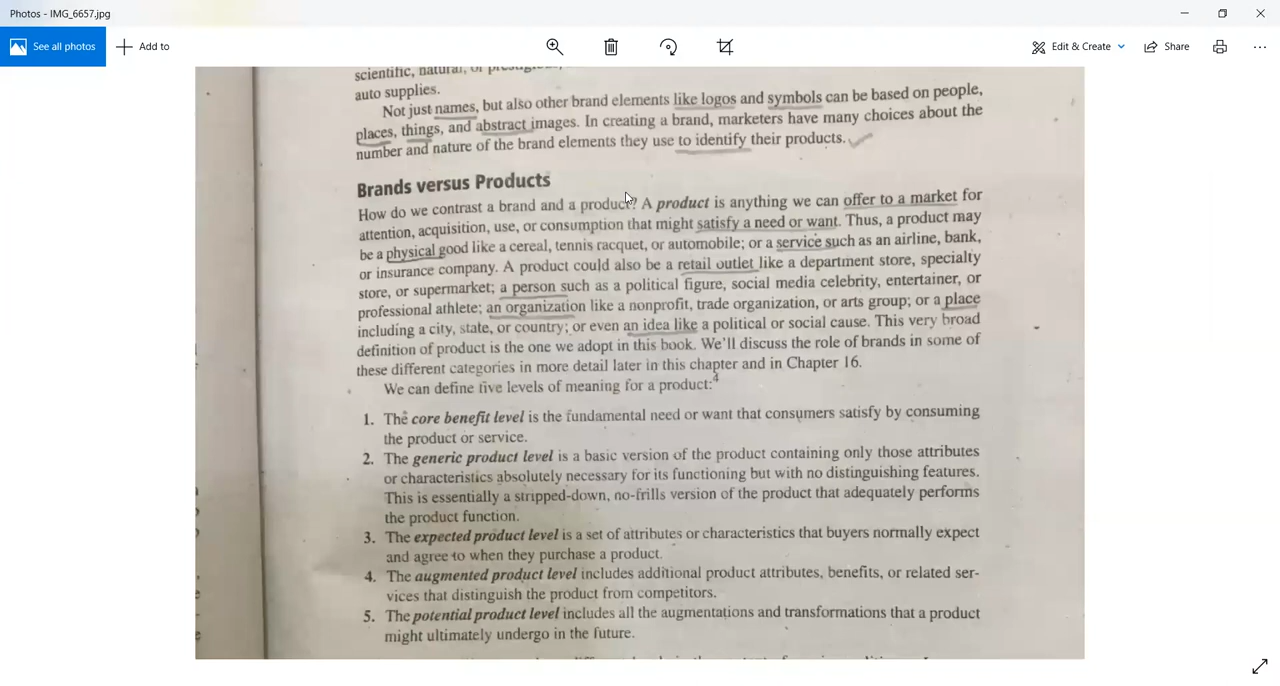 Photos - IMG_6657.jpg
See all photos
Add to
Edit & Create
Share
scientific, natural, or
auto supplies.
Not just names, but also other brand elements like logos and symbols can be based on people,
places, things, and abstract images. In creating a brand, marketers have many choices about the
number and nature of the brand elements they use to identify their products.
Brands versus Products
How do we contrast a brand and a product? A product is anything we can offer to a market for
attention, acquisition, use, or consumption that might satisfy a need or want. Thus, a product may
be a physical good like a cereal, tennis racquet, or automobile; or a service such as an airline, bank,
or insurance company. A product could also be a retail outlet like a department store, specialty
store, or supermarket; a person such as a political figure, social media celebrity, entertainer, or
professional athlete; an organization like a nonprofit, trade organization, or arts group; or a place
including a city, state, or country; or even an idea like a political or social cause. This very broad
definition of product is the one we adopt in this book. We'll discuss the role of brands in some of
these different categories in more detail later in this chapter and in Chapter 16.
We can define five levels of meaning for a product:4
1. The core benefit level is the fundamental need or want that consumers satisfy by consuming
the product or service.
2. The generic product level is a basic version of the product containing only those attributes
or characteristics absolutely necessary for its functioning but with no distinguishing features.
This is essentially a stripped-down, no-frills version of the product that adequately performs
the product function.
3. The expected product level is a set of attributes or characteristics that buyers normally expect
and agree to when they purchase a product.
4. The augmented product level includes additional product attributes, benefits, or related ser-
vices that distinguish the product from competitors.
5. The potential product level includes all the augmentations and transformations that a product
might ultimately undergo in the future.